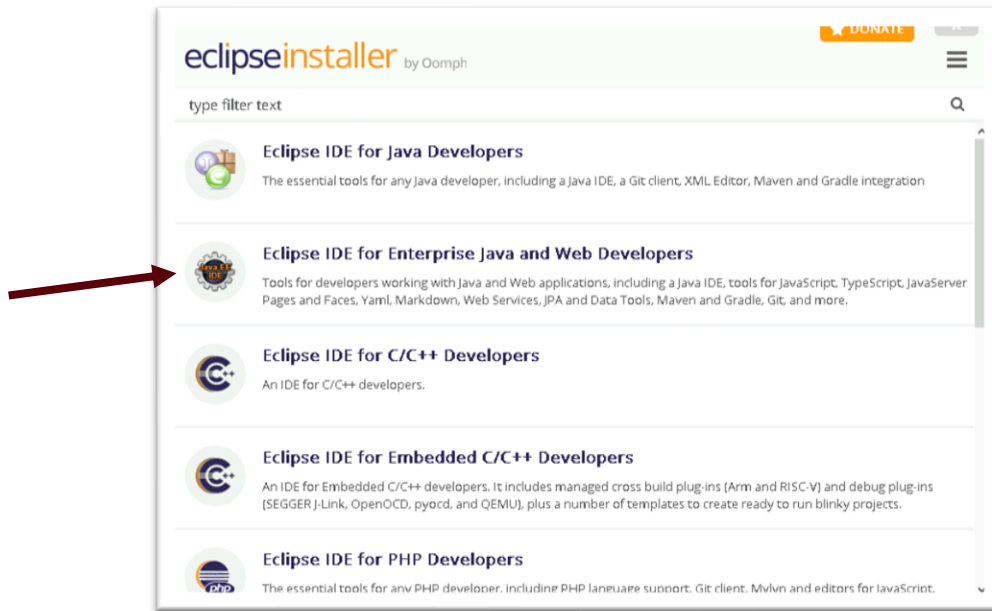 DONATE
eclipseinstaller by Oomph
type filter text
Eclipse IDE for Java Developers
The essential tools for any Java developer, including a Java IDE, a Git client, XML Editor, Maven and Gradle integration
Java EE
IDE
Eclipse IDE for Enterprise Java and Web Developers
Tools for developers working with Java and Web applications, including a Java IDE, tools for JavaScript, TypeScript, JavaServer
Pages and Faces, Yaml, Markdown, Web Services, JPA and Data Tools, Maven and Gradle, Git, and more.
C++
Eclipse IDE for C/C++ Developers
An IDE for C/C++ developers.
C++
Eclipse IDE for Embedded C/C++ Developers
An IDE for Embedded C/C++ developers. It includes managed cross build plug-ins (Arm and RISC-V) and debug plug-ins
(SEGGER J-Link, OpenOCD, pyocd, and QEMU), plus a number of templates to create ready to run blinky projects.
php
Eclipse IDE for PHP Developers
The essential tools for any PHP developer, including PHP language support, Git client, Mylyn and editors for JavaScript,